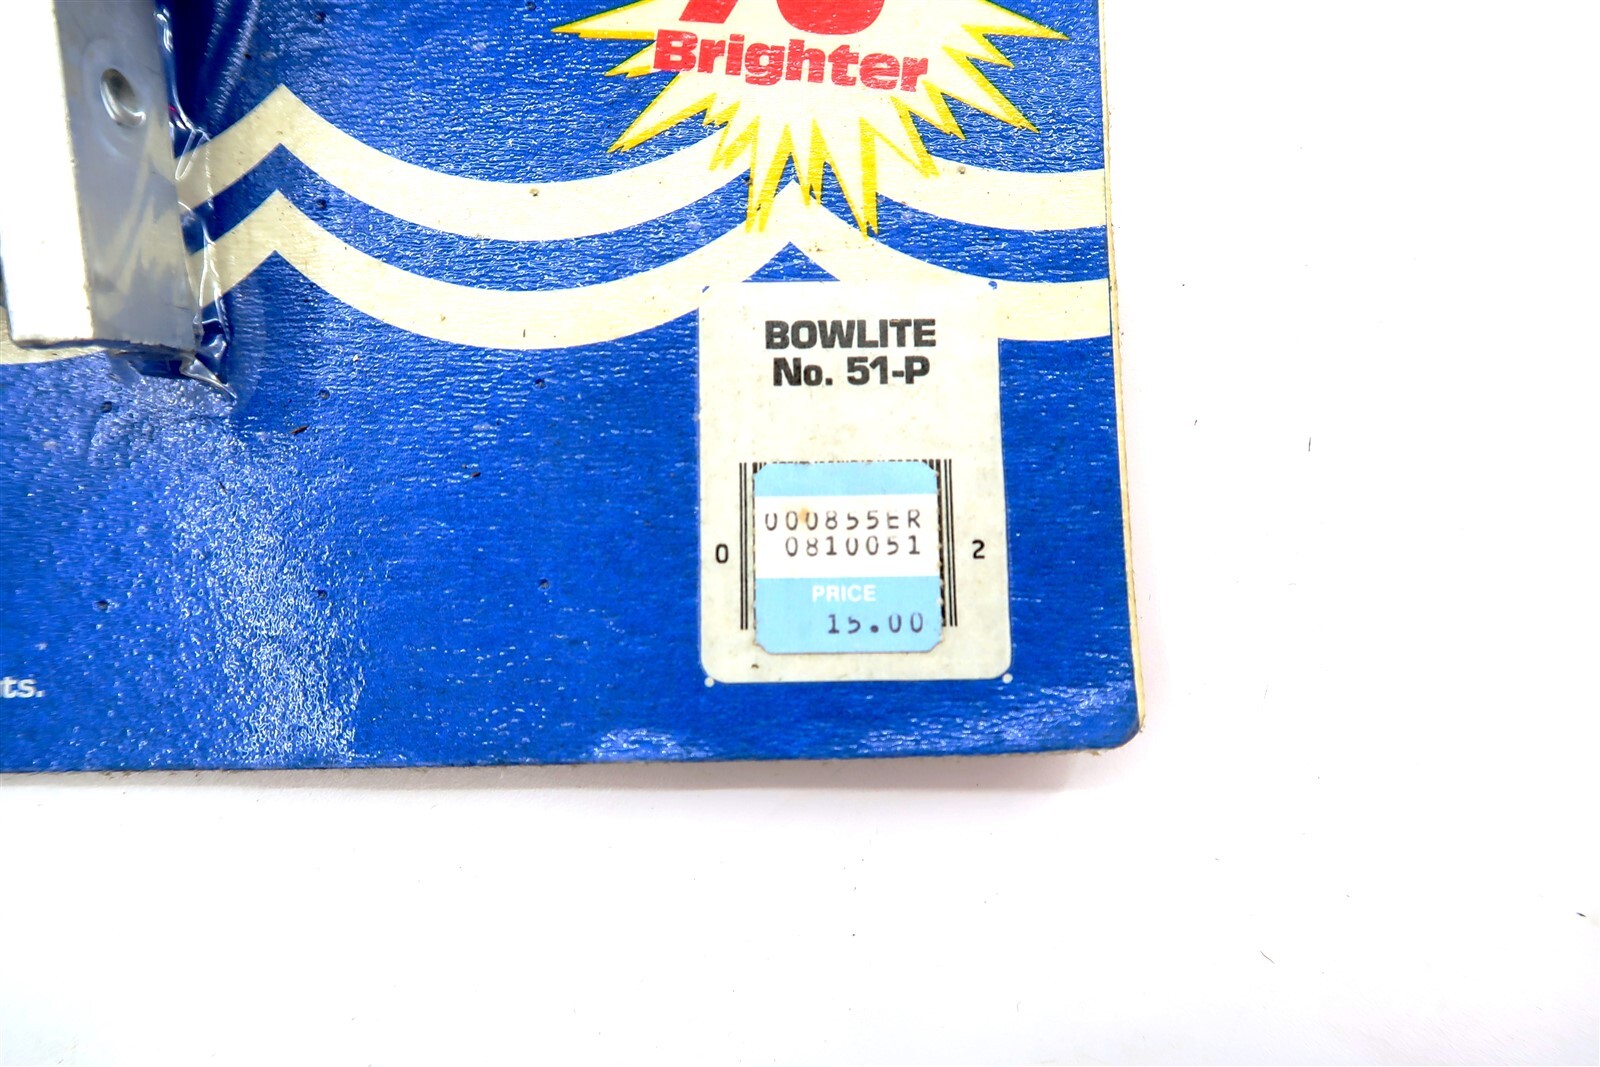 Brighter
BOWLITE
No. 51-P
000855ER
0810051
0
2
PRICE
15.00
ts.